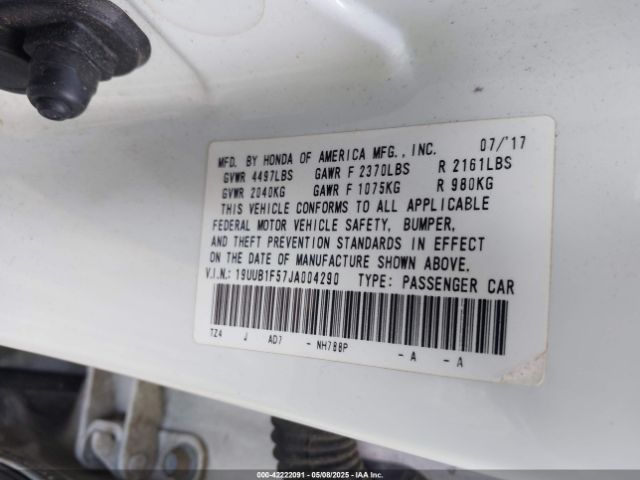 MFD. BY HONDA OF AMERICA MFG., INC. 07/'17
GVWR 4497LBS GAWR F 2370LBS R 2161LBS
GVWR 2040KG GAWR F 1075KG R 980KG
THIS VEHICLE CONFORMS TO ALL APPLICABLE
FEDERAL MOTOR VEHICLE SAFETY, BUMPER,
AND THEFT PREVENTION STANDARDS IN EFFECT
ON THE DATE OF MANUFACTURE SHOWN ABOVE.
V.I.N.: 19UUB1F57JA004290 TYPE: PASSENGER CAR
TZ4 J AD7 - NH788P - A - A
000-42222091 - 05/08/2025 - IAA Inc.